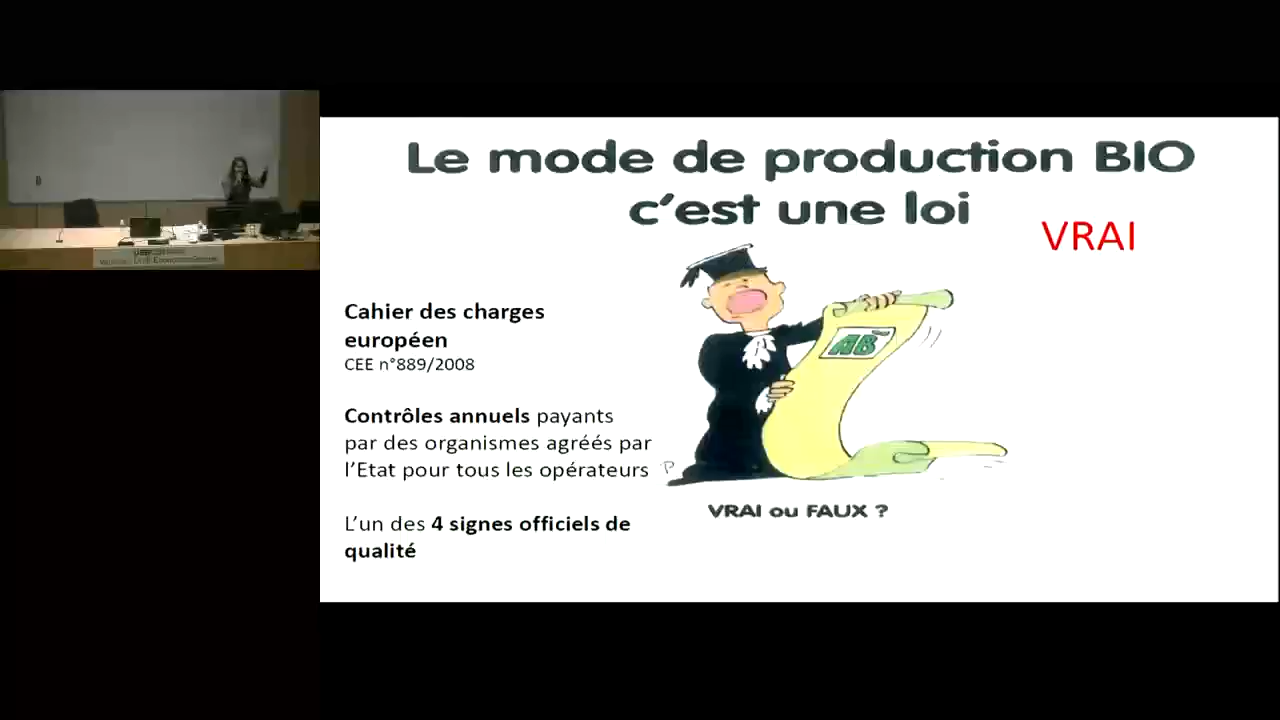 Le mode de production BIO
c'est une loi
VRAI
Cahier des charges
européen
CEE n°889/2008
Contrôles annuels payants
par des organismes agréés par
l'Etat pour tous les opérateurs
L'un des 4 signes officiels de
qualité
AB
P
VRAI ou FAUX ?